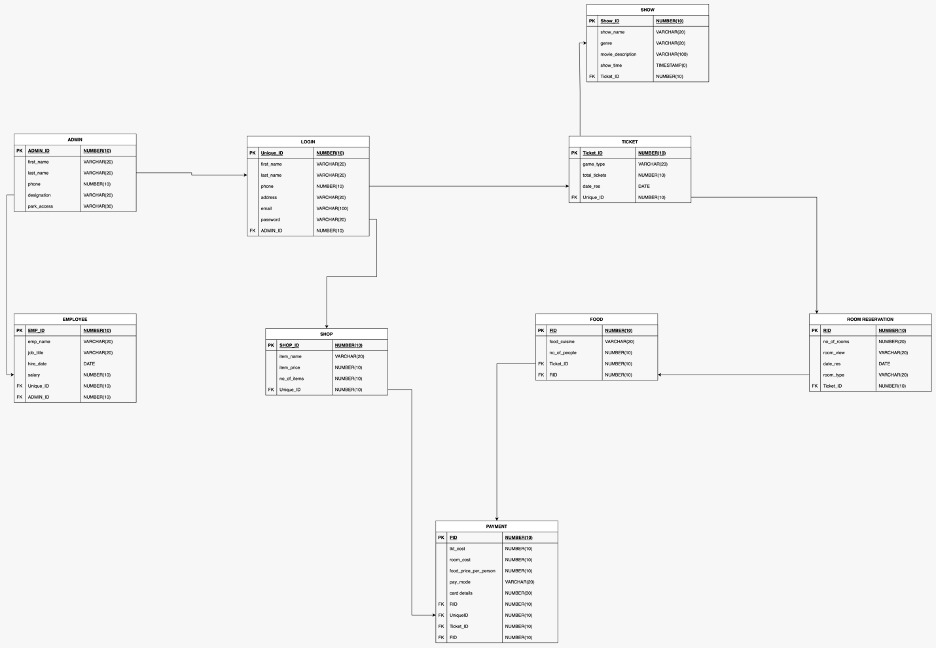 SHOW
PK Show_ID NUMBER(10)
show_name VARCHAR(20)
genre VARCHAR(20)
movie_description VARCHAR(100)
show_time TIMESTAMP(0)
FK Ticket_ID NUMBER(10)
ADMIN
PK ADMIN_ID NUMBER(10)
first_name VARCHAR(20)
last_name VARCHAR(20)
phone NUMBER(10)
designation VARCHAR(20)
park_access VARCHAR(30)
LOGIN
PK Unique_ID NUMBER(10)
first_name VARCHAR(20)
last_name VARCHAR(20)
phone NUMBER(10)
address VARCHAR(20)
email VARCHAR(100)
password VARCHAR(20)
FK ADMIN_ID NUMBER(10)
TICKET
PK Ticket_ID NUMBER(10)
game_type VARCHAR(20)
total_tickets NUMBER(10)
date_res DATE
FK Unique_ID NUMBER(10)
EMPLOYEE
PK EMP_ID NUMBER(10)
emp_name VARCHAR(20)
job_title VARCHAR(20)
hire_date DATE
salary NUMBER(10)
FK Unique_ID NUMBER(10)
FK ADMIN_ID NUMBER(10)
SHOP
PK SHOP_ID NUMBER(10)
item_name VARCHAR(20)
item_price NUMBER(10)
no_of_items NUMBER(10)
FK Unique_ID NUMBER(10)
FOOD
PK FID NUMBER(10)
food_cuisine VARCHAR(20)
no_of_people NUMBER(10)
FK Ticket_ID NUMBER(10)
FK RID NUMBER(10)
ROOM RESERVATION
PK RID NUMBER(10)
no_of_rooms NUMBER(20)
room_view VARCHAR(20)
date_res DATE
room_type VARCHAR(20)
FK Ticket_ID NUMBER(10)
PAYMENT
PK PID NUMBER(10)
tkt_cost NUMBER(10)
room_cost NUMBER(10)
food_price_per_person NUMBER(10)
pay_mode VARCHAR(20)
card details NUMBER(20)
FK RID NUMBER(10)
FK UniqueID NUMBER(10)
FK Ticket_ID NUMBER(10)
FK FID NUMBER(10)